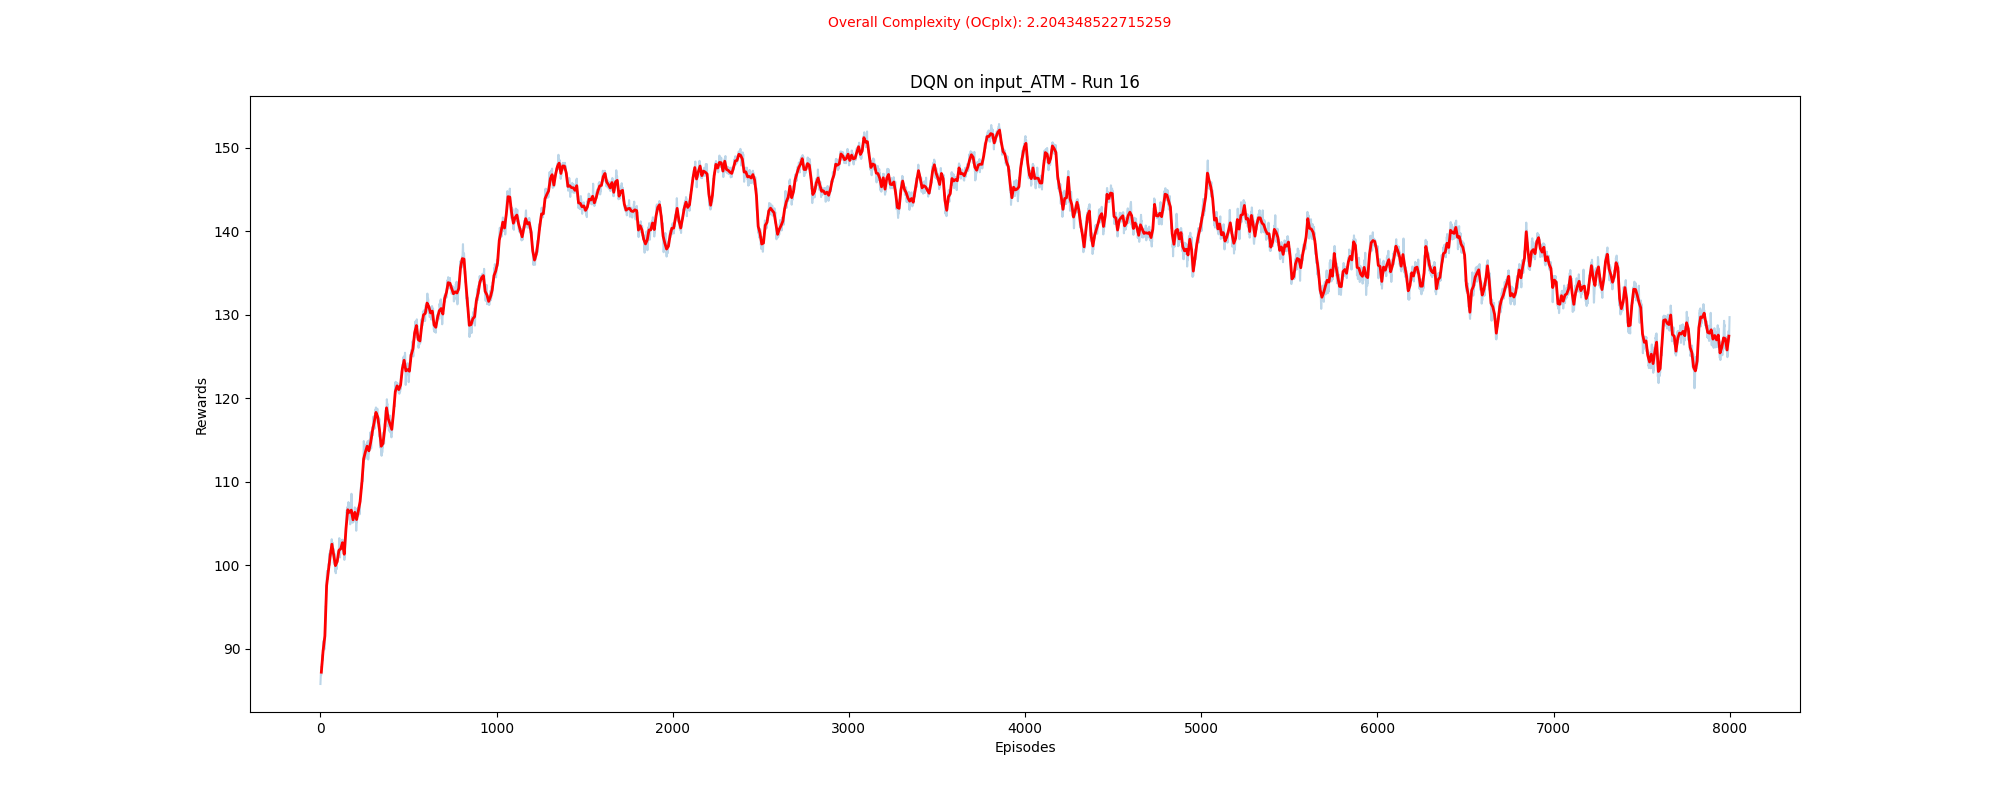 Overall Complexity (OCplx): 2.204348522715259
DQN on input_ATM - Run 16
Rewards
150
140
130
120
110
100
90
0 1000 2000 3000 4000 5000 6000 7000 8000
Episodes